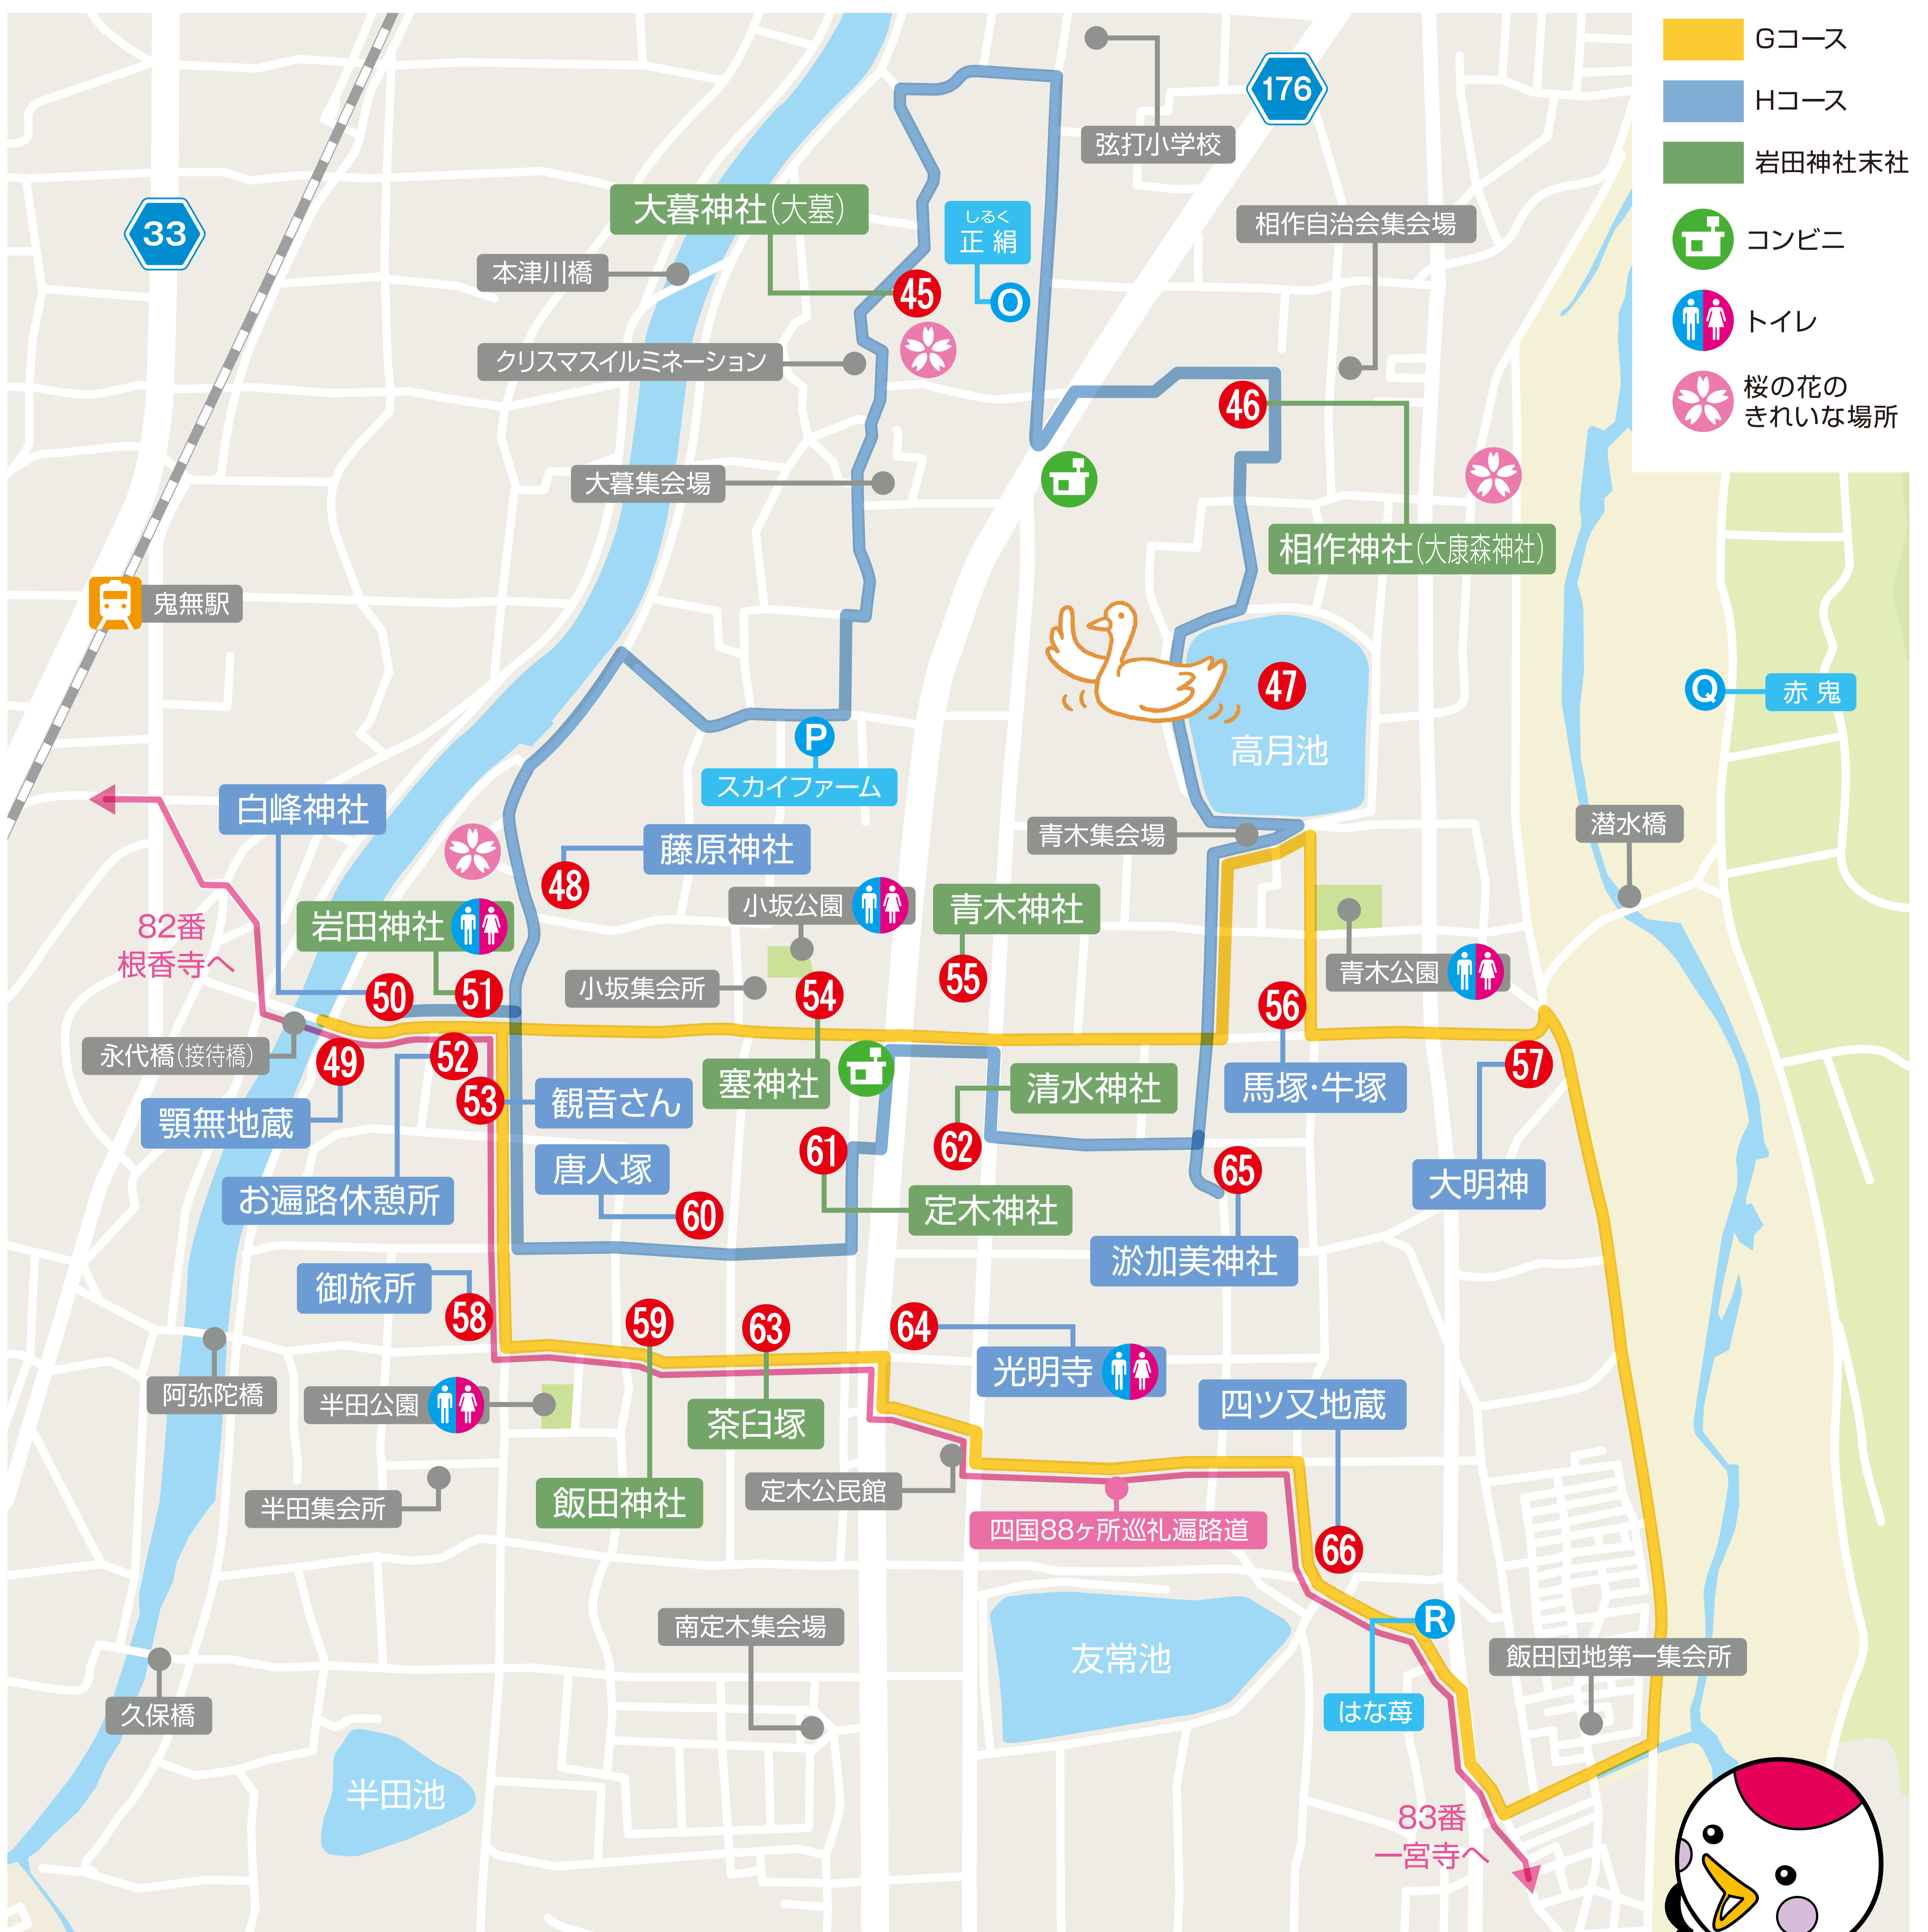 Gコース
Hコース
岩田神社末社
コンビニ
トイレ
桜の花の
きれいな場所
176
弦打小学校
33
大暮神社(大墓)
しるく
正絹
相作自治会集会場
本津川橋
45
O
クリスマスイルミネーション
46
大暮集会場
相作神社(大康森神社)
鬼無駅
47
高月池
Q
赤鬼
P
スカイファーム
白峰神社
藤原神社
青木集会場
潜水橋
48
小坂公園
青木神社
82番
根香寺へ
岩田神社
青木公園
小坂集会所
50
51
54
55
56
永代橋(接待橋)
49
52
53
塞神社
清水神社
馬塚・牛塚
57
顎無地蔵
観音さん
61
62
65
お遍路休憩所
唐人塚
60
定木神社
大明神
淤加美神社
御旅所
58
59
63
64
光明寺
阿弥陀橋
半田公園
茶臼塚
四ツ又地蔵
半田集会所
飯田神社
定木公民館
四国88ヶ所巡礼遍路道
66
南定木集会場
友常池
R
飯田団地第一集会所
久保橋
はな苺
半田池
83番
一宮寺へ